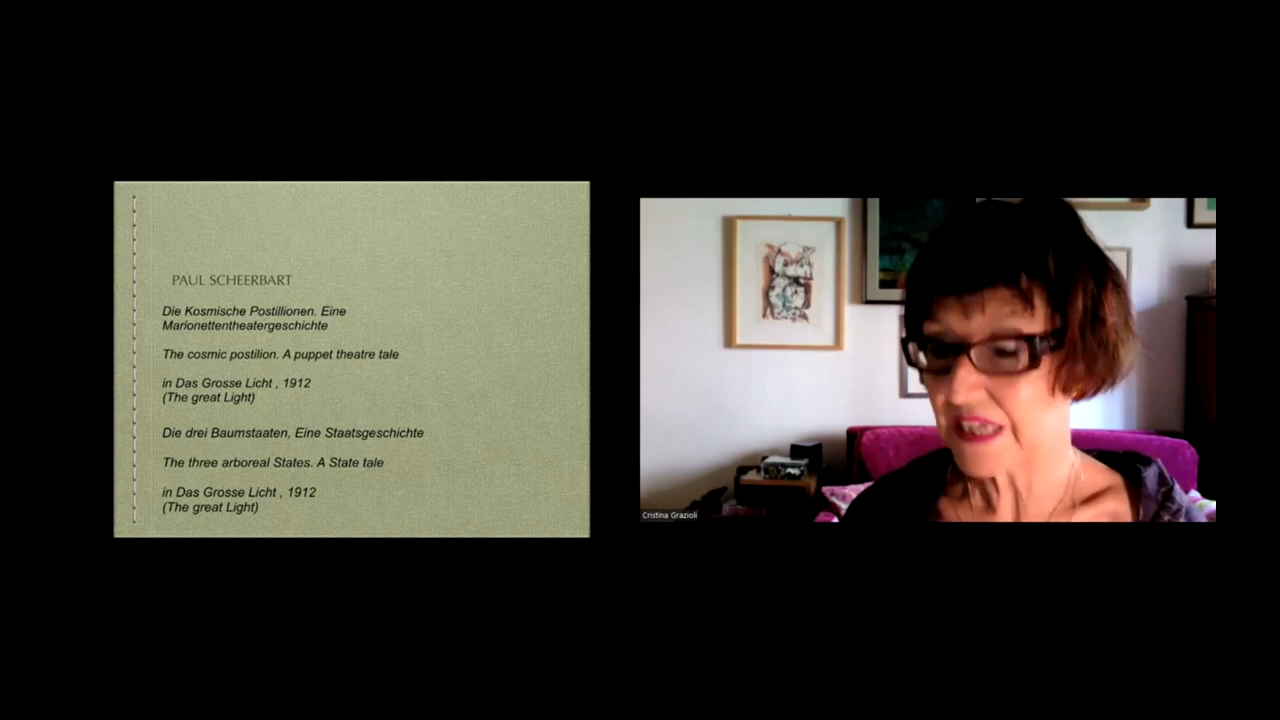 PAUL SCHEERBART
Die Kosmische Postillionen. Eine
Marionettentheatergeschichte
The cosmic postilion. A puppet theatre tale
in Das Grosse Licht , 1912
(The great Light)
Die drei Baumstaaten, Eine Staatsgeschichte
The three arboreal States. A State tale
in Das Grosse Licht , 1912
(The great Light)
Cristina Grazioli